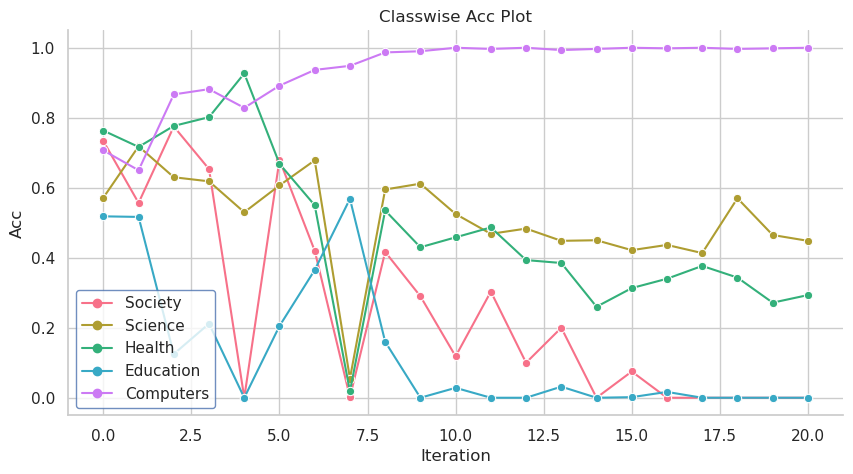 Classwise Acc Plot
1.0
0.8
0.6
0.4
0.2
0.0
Acc
Society
Science
Health
Education
Computers
0.0 2.5 5.0 7.5 10.0 12.5 15.0 17.5 20.0
Iteration